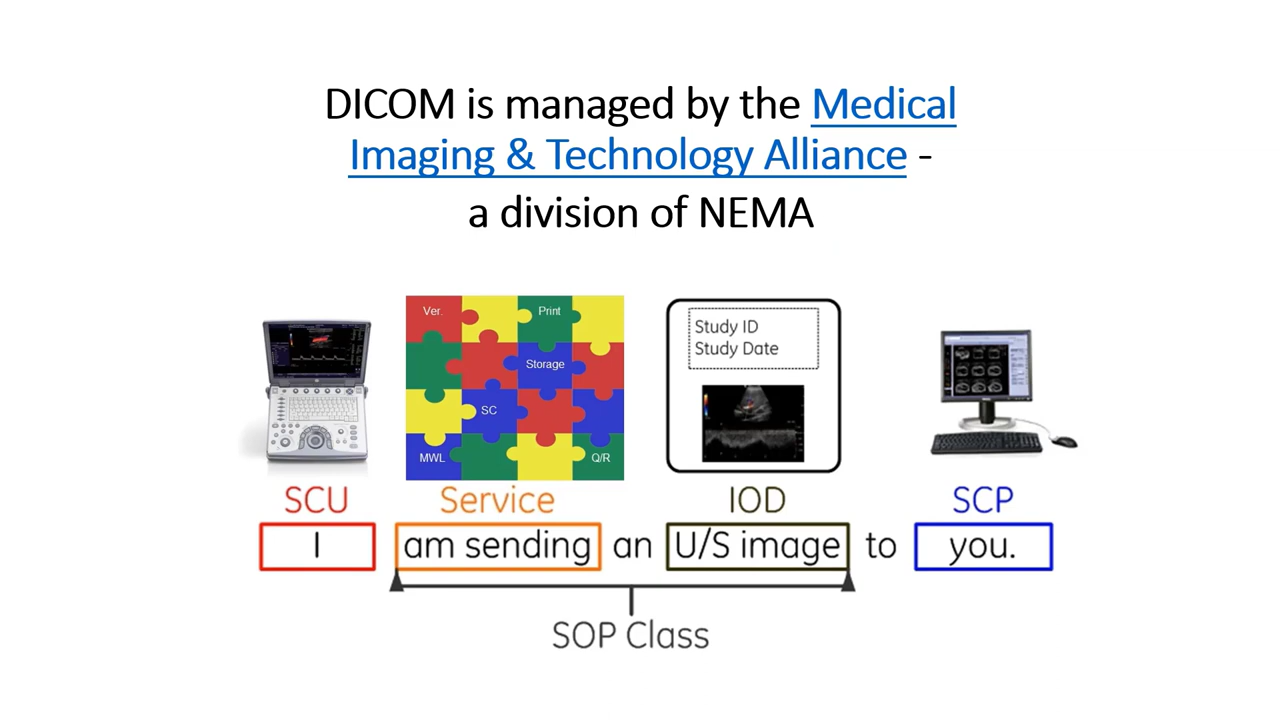 DICOM is managed by the Medical
Imaging & Technology Alliance -
a division of NEMA
Ver.
Print
Storage
SC
MWL
Q/R
Study ID
Study Date
SCU
Service
IOD
SCP
I am sending an U/S image to you.
SOP Class